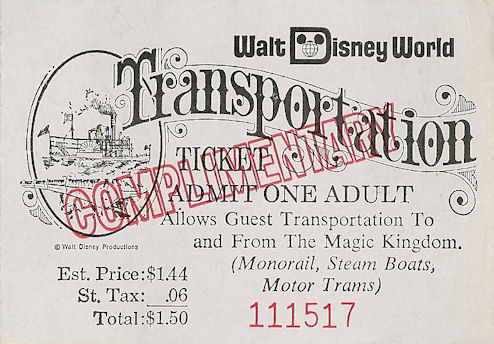 Walt Disney World
Transportation
COMPLIMENTARY
TICKET
ADMIT ONE ADULT
Allows Guest Transportation To
and From The Magic Kingdom.
(Monorail, Steam Boats,
Motor Trams)
© Walt Disney Productions
Est. Price:$1.44
St. Tax: .06
Total:$1.50
111517